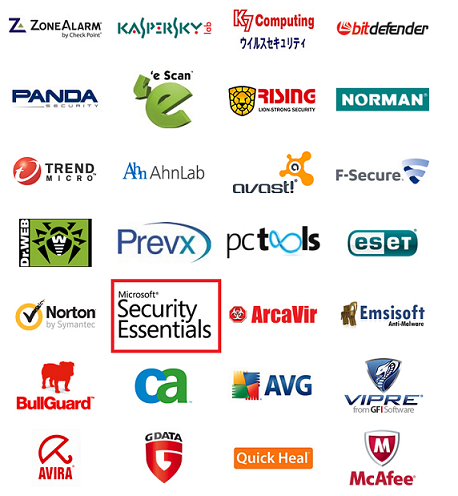 ZONEALARM
by Check Point
KASPERSKY lab
K7 Computing
ウイルスセキュリティ
bitdefender
PANDA
SECURITY
e Scan
e
RISING
LION-STRONG SECURITY
NORMAN
TREND
MICRO
Ahn AhnLab
avast!
F-Secure
Dr.WEB
Prevx
pc tools
eseT
Norton
by Symantec
Microsoft
Security
Essentials
ArcaVir
Emsisoft
Anti-Malware
BullGuard
ca
AVG
VIPRE
from GFI Software
AVIRA
G DATA
G
Quick Heal
M
McAfee